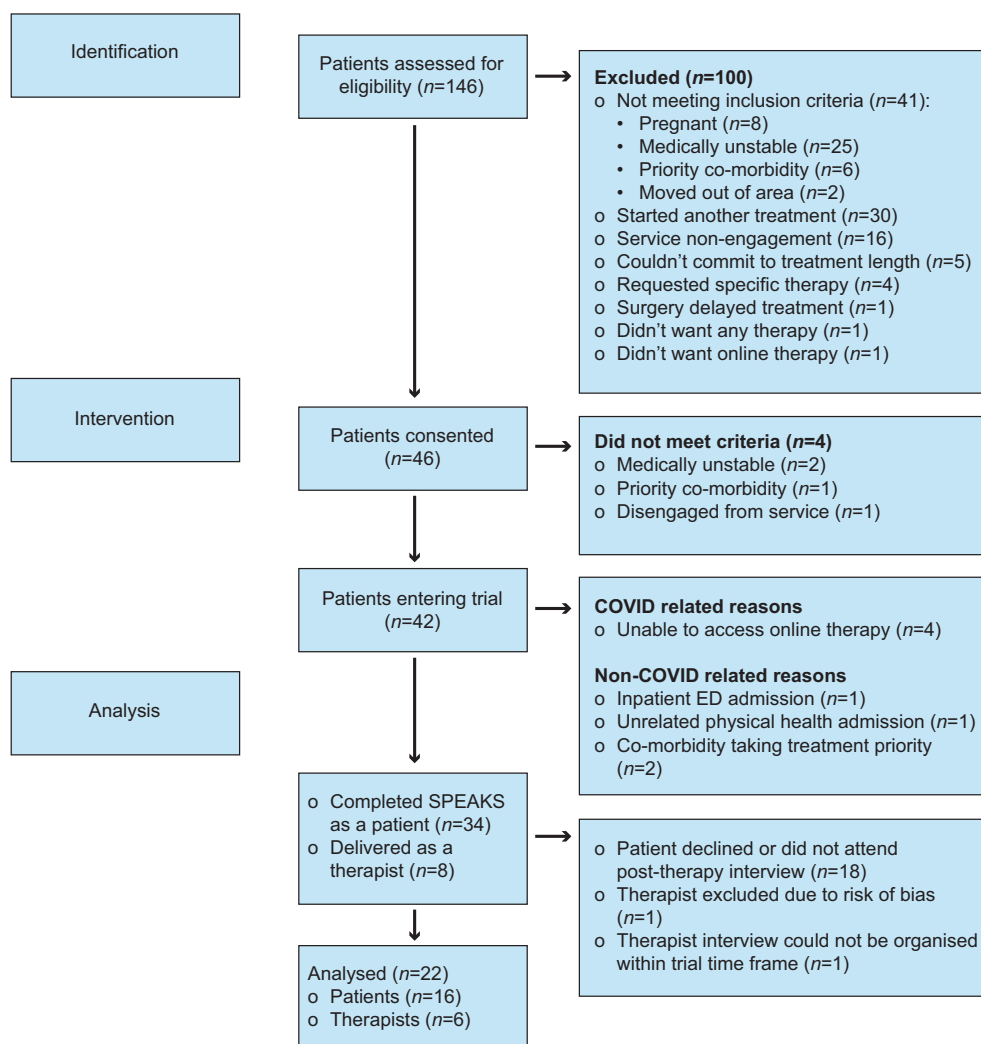 Identification
Patients assessed for
eligibility (n=146)
Excluded (n=100)
o Not meeting inclusion criteria (n=41):
• Pregnant (n=8)
• Medically unstable (n=25)
• Priority co-morbidity (n=6)
• Moved out of area (n=2)
o Started another treatment (n=30)
o Service non-engagement (n=16)
o Couldn't commit to treatment length (n=5)
o Requested specific therapy (n=4)
o Surgery delayed treatment (n=1)
o Didn't want any therapy (n=1)
o Didn't want online therapy (n=1)
Intervention
Patients consented
(n=46)
Did not meet criteria (n=4)
o Medically unstable (n=2)
o Priority co-morbidity (n=1)
o Disengaged from service (n=1)
Patients entering trial
(n=42)
COVID related reasons
o Unable to access online therapy (n=4)
Non-COVID related reasons
o Inpatient ED admission (n=1)
o Unrelated physical health admission (n=1)
o Co-morbidity taking treatment priority
(n=2)
Analysis
o Completed SPEAKS
as a patient (n=34)
o Delivered as a
therapist (n=8)
o Patient declined or did not attend
post-therapy interview (n=18)
o Therapist excluded due to risk of bias
(n=1)
o Therapist interview could not be organised
within trial time frame (n=1)
Analysed (n=22)
o Patients (n=16)
o Therapists (n=6)